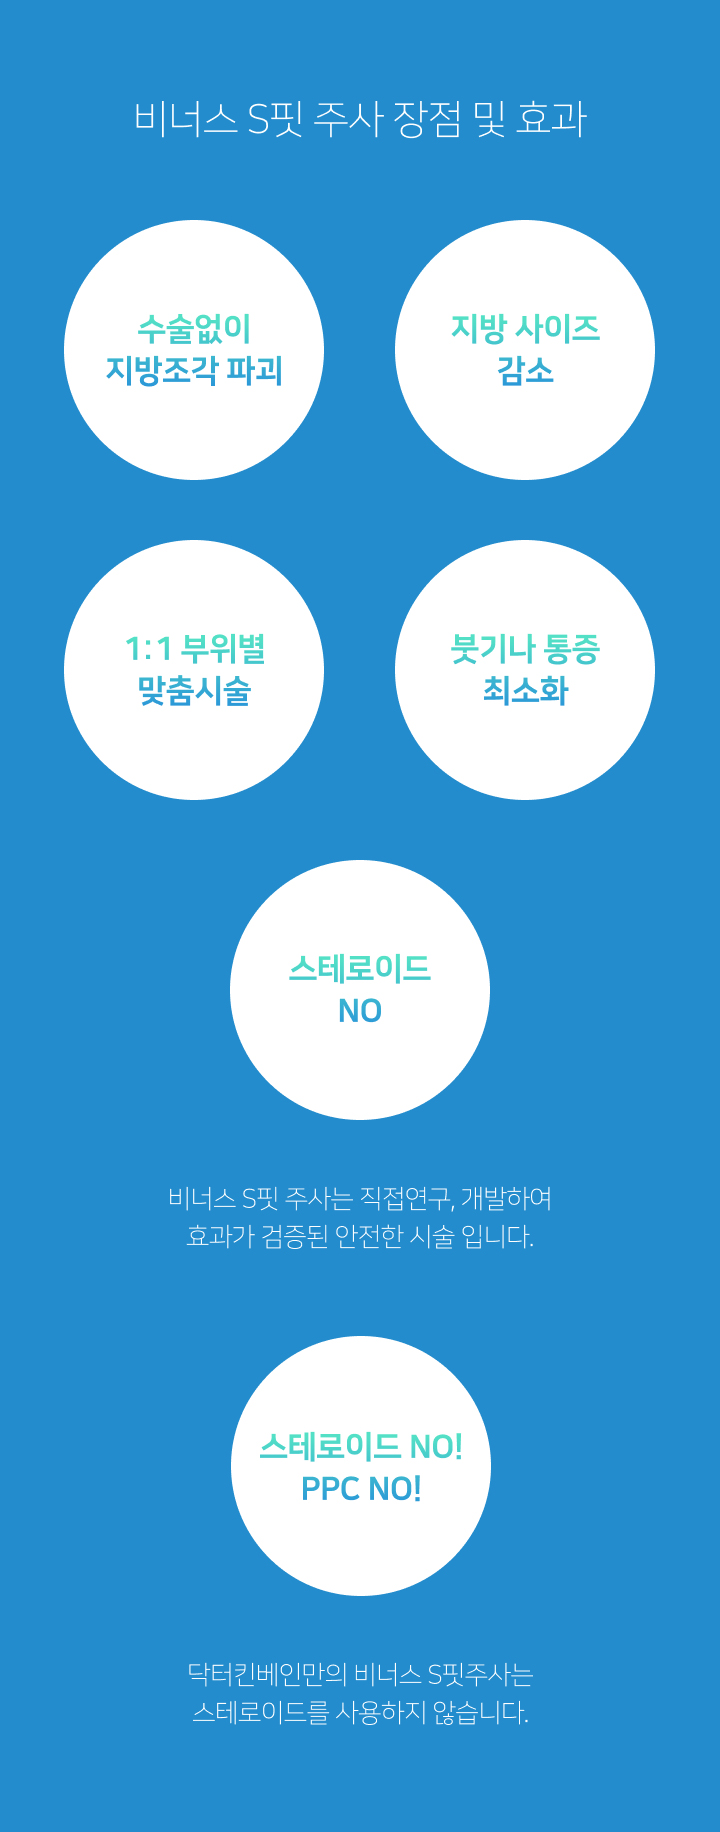 비너스 S핏 주사 장점 및 효과
수술없이
지방조각 파괴
지방 사이즈
감소
1:1 부위별
맞춤시술
붓기나 통증
최소화
스테로이드
NO
비너스 S핏 주사는 직접연구, 개발하여
효과가 검증된 안전한 시술 입니다.
스테로이드 NO!
PPC NO!
닥터킨베인만의 비너스 S핏주사는
스테로이드를 사용하지 않습니다.